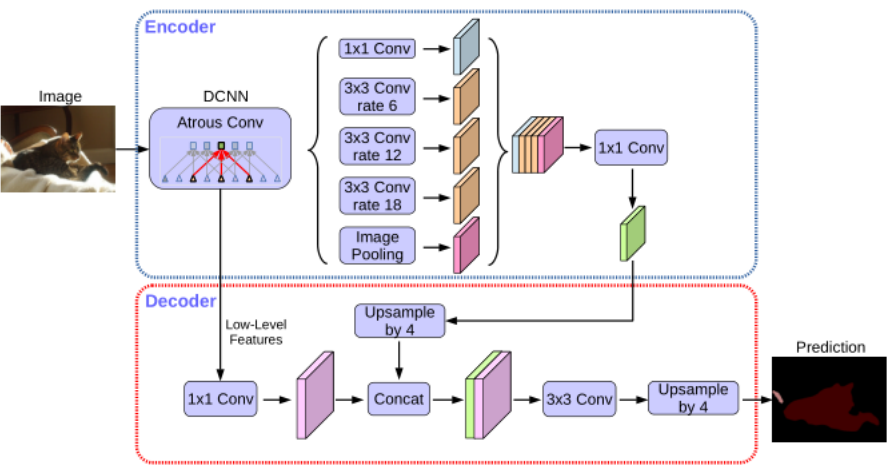 Encoder
Image
DCNN
Atrous Conv
1x1 Conv
3x3 Conv
rate 6
3x3 Conv
rate 12
3x3 Conv
rate 18
Image
Pooling
1x1 Conv
Decoder
Low-Level
Features
Upsample
by 4
1x1 Conv
Concat
3x3 Conv
Upsample
by 4
Prediction